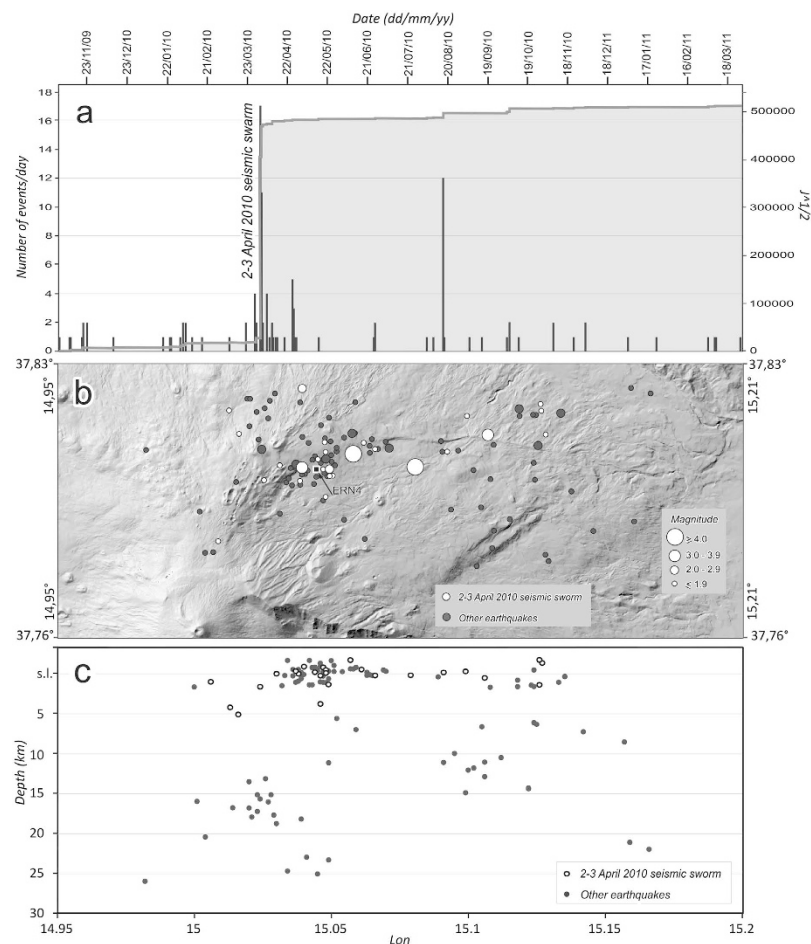 Date (dd/mm/yy)
23/11/09 23/12/10 22/01/10 21/02/10 23/03/10 22/04/10 22/05/10 21/06/10 21/07/10 20/08/10 19/09/10 19/10/10 18/11/10 18/12/11 17/01/11 16/02/11 18/03/11
a
Number of events/day
18
16
14
12
10
8
6
4
2
0
2-3 April 2010 seismic sworm
500000
400000
300000
200000
100000
0
J^1/2
37,83° 37,83°
14,95° 15,21°
b
ERN4
Magnitude
≥ 4.0
3.0 - 3.9
2.0 - 2.9
≤ 1.9
2-3 April 2010 seismic sworm
Other earthquakes
14,95° 15,21°
37,76° 37,76°
c
Depth (km)
s.l.
5
10
15
20
25
30
2-3 April 2010 seismic sworm
Other earthquakes
14.95 15 15.05 15.1 15.15 15.2
Lon